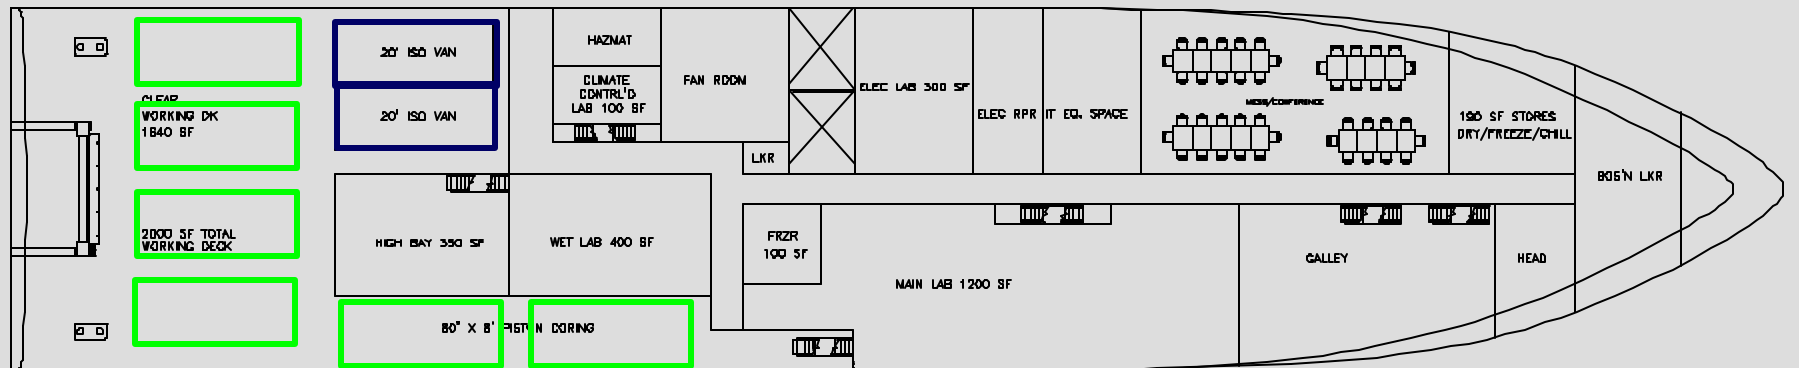 20' ISO VAN
20' ISO VAN
CLEAR
WORKING DK
1640 SF
2000 SF TOTAL
WORKING DECK
HAZMAT
CLIMATE
CONTRL'D
LAB 100 SF
FAN ROOM
LKR
ELEC LAB 300 SF
ELEC RPR
IT EQ. SPACE
MESS/CONFERENCE
190 SF STORES
DRY/FREEZE/CHILL
BOS'N LKR
HIGH BAY 350 SF
WET LAB 400 SF
FRZR
100 SF
MAIN LAB 1200 SF
GALLEY
HEAD
80" X 8' PISTON CORING